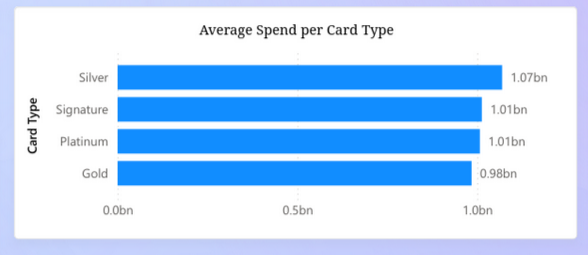 Average Spend per Card Type
Card Type
Silver 1.07bn
Signature 1.01bn
Platinum 1.01bn
Gold 0.98bn
0.0bn 0.5bn 1.0bn